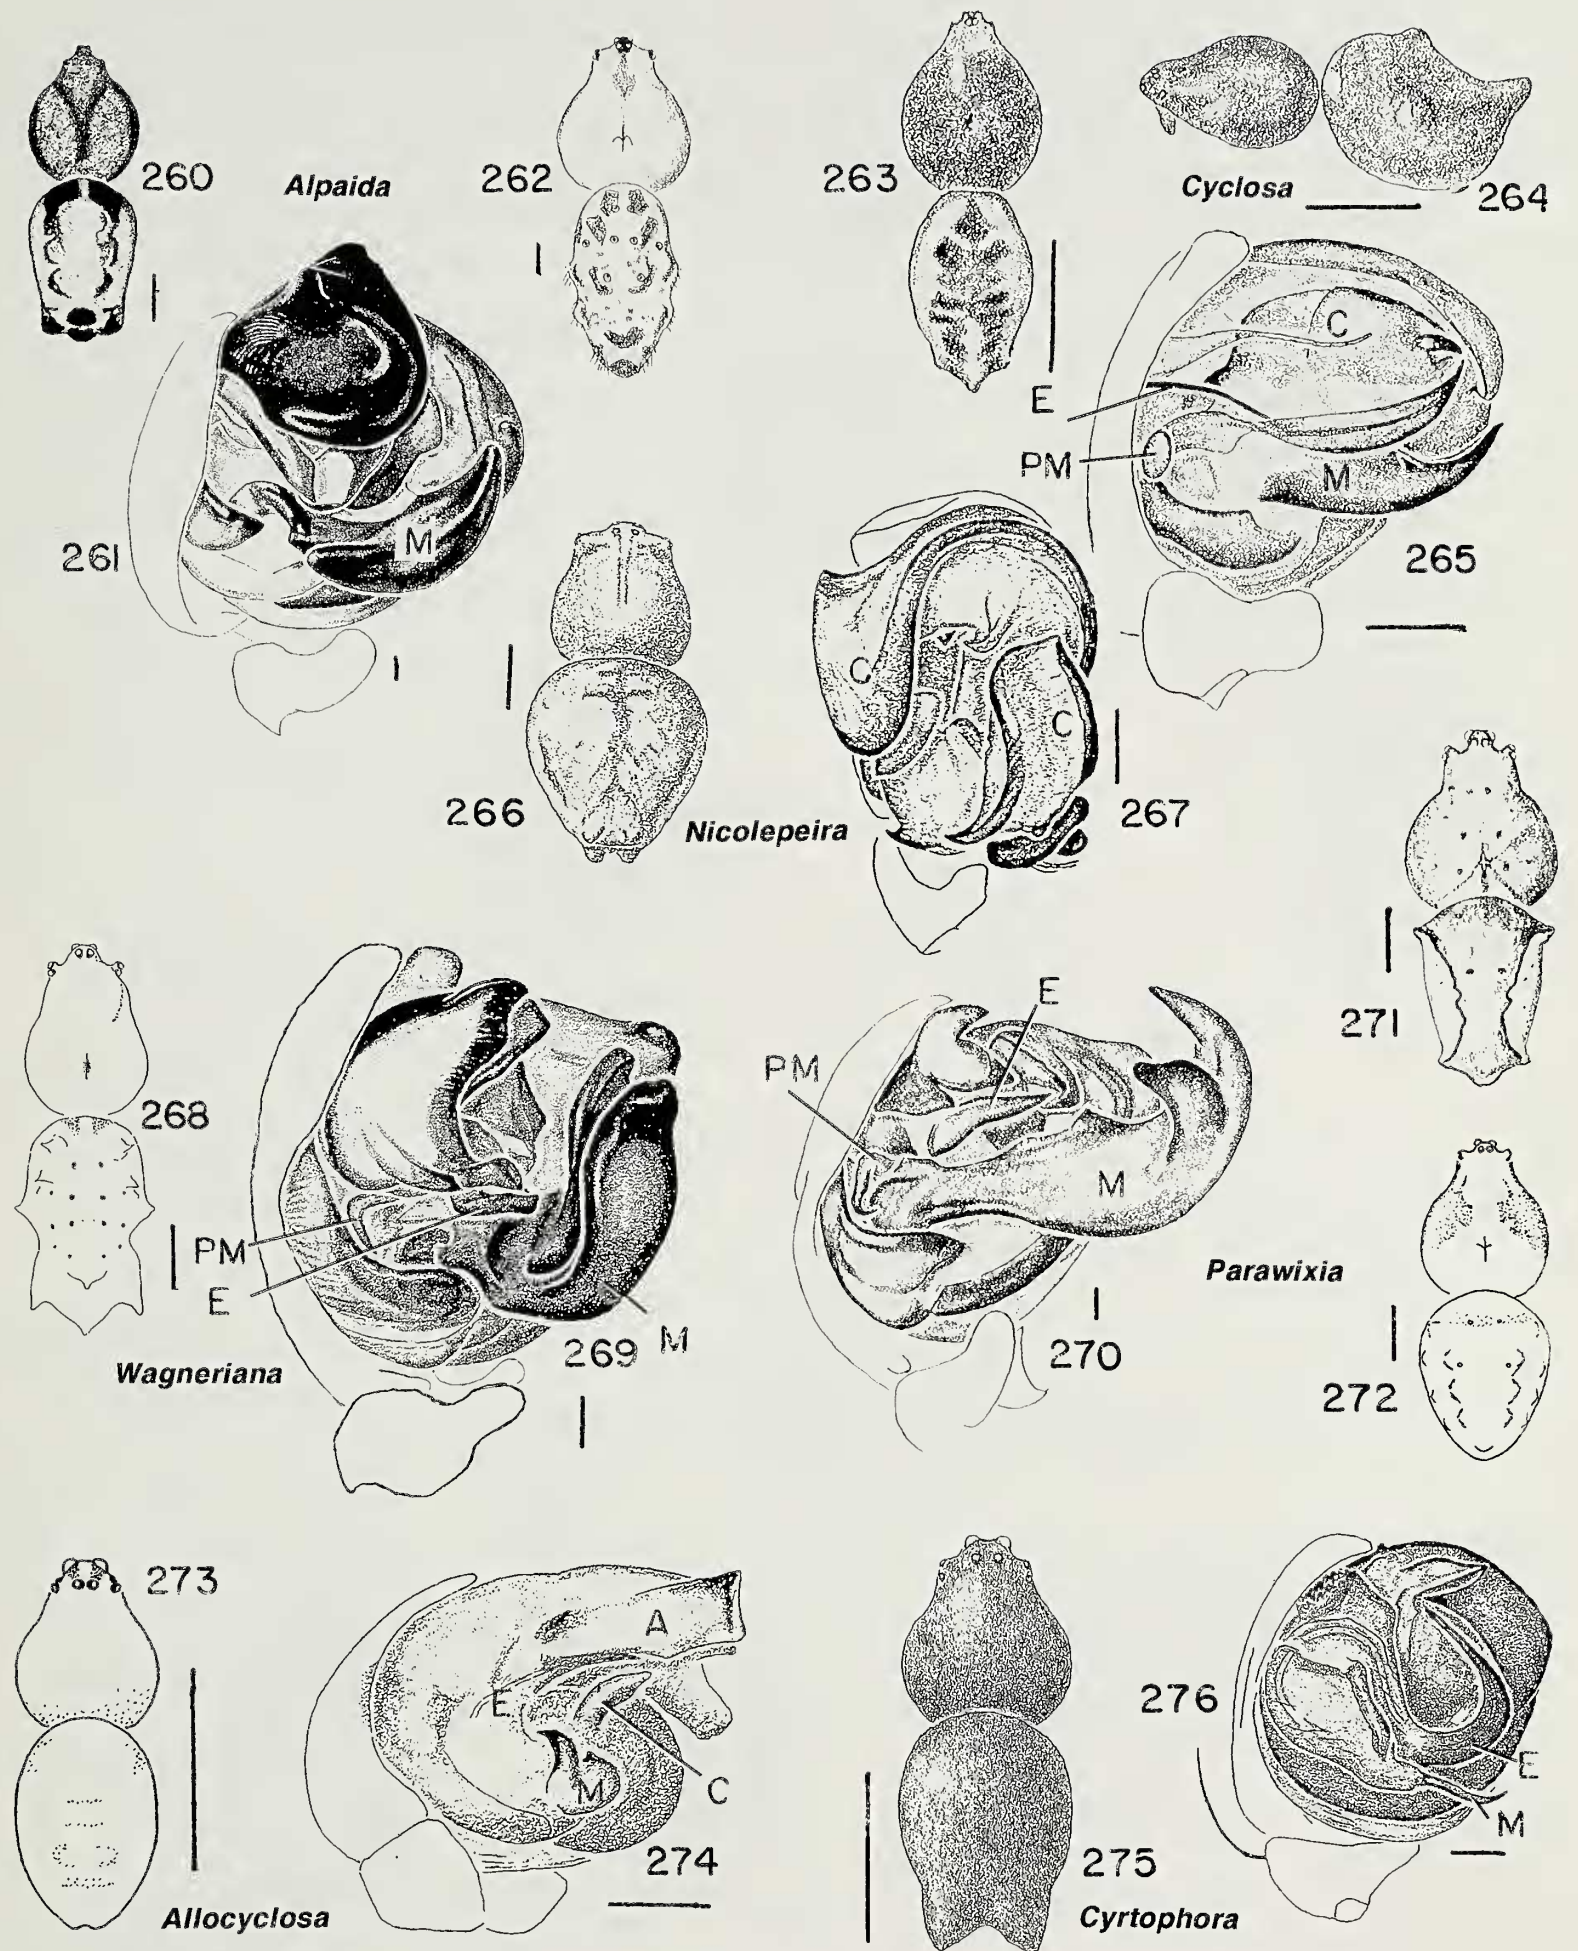 260
Alpaida
262
263
Cyclosa
264
261
M
E
PM
C
M
265
266
Nicolepeira
C
C
267
268
PM
E
269
M
Wagneriana
E
PM
M
270
271
Parawixia
272
273
A
E
M
C
274
Allocyclosa
275
276
E
M
Cyrtophora